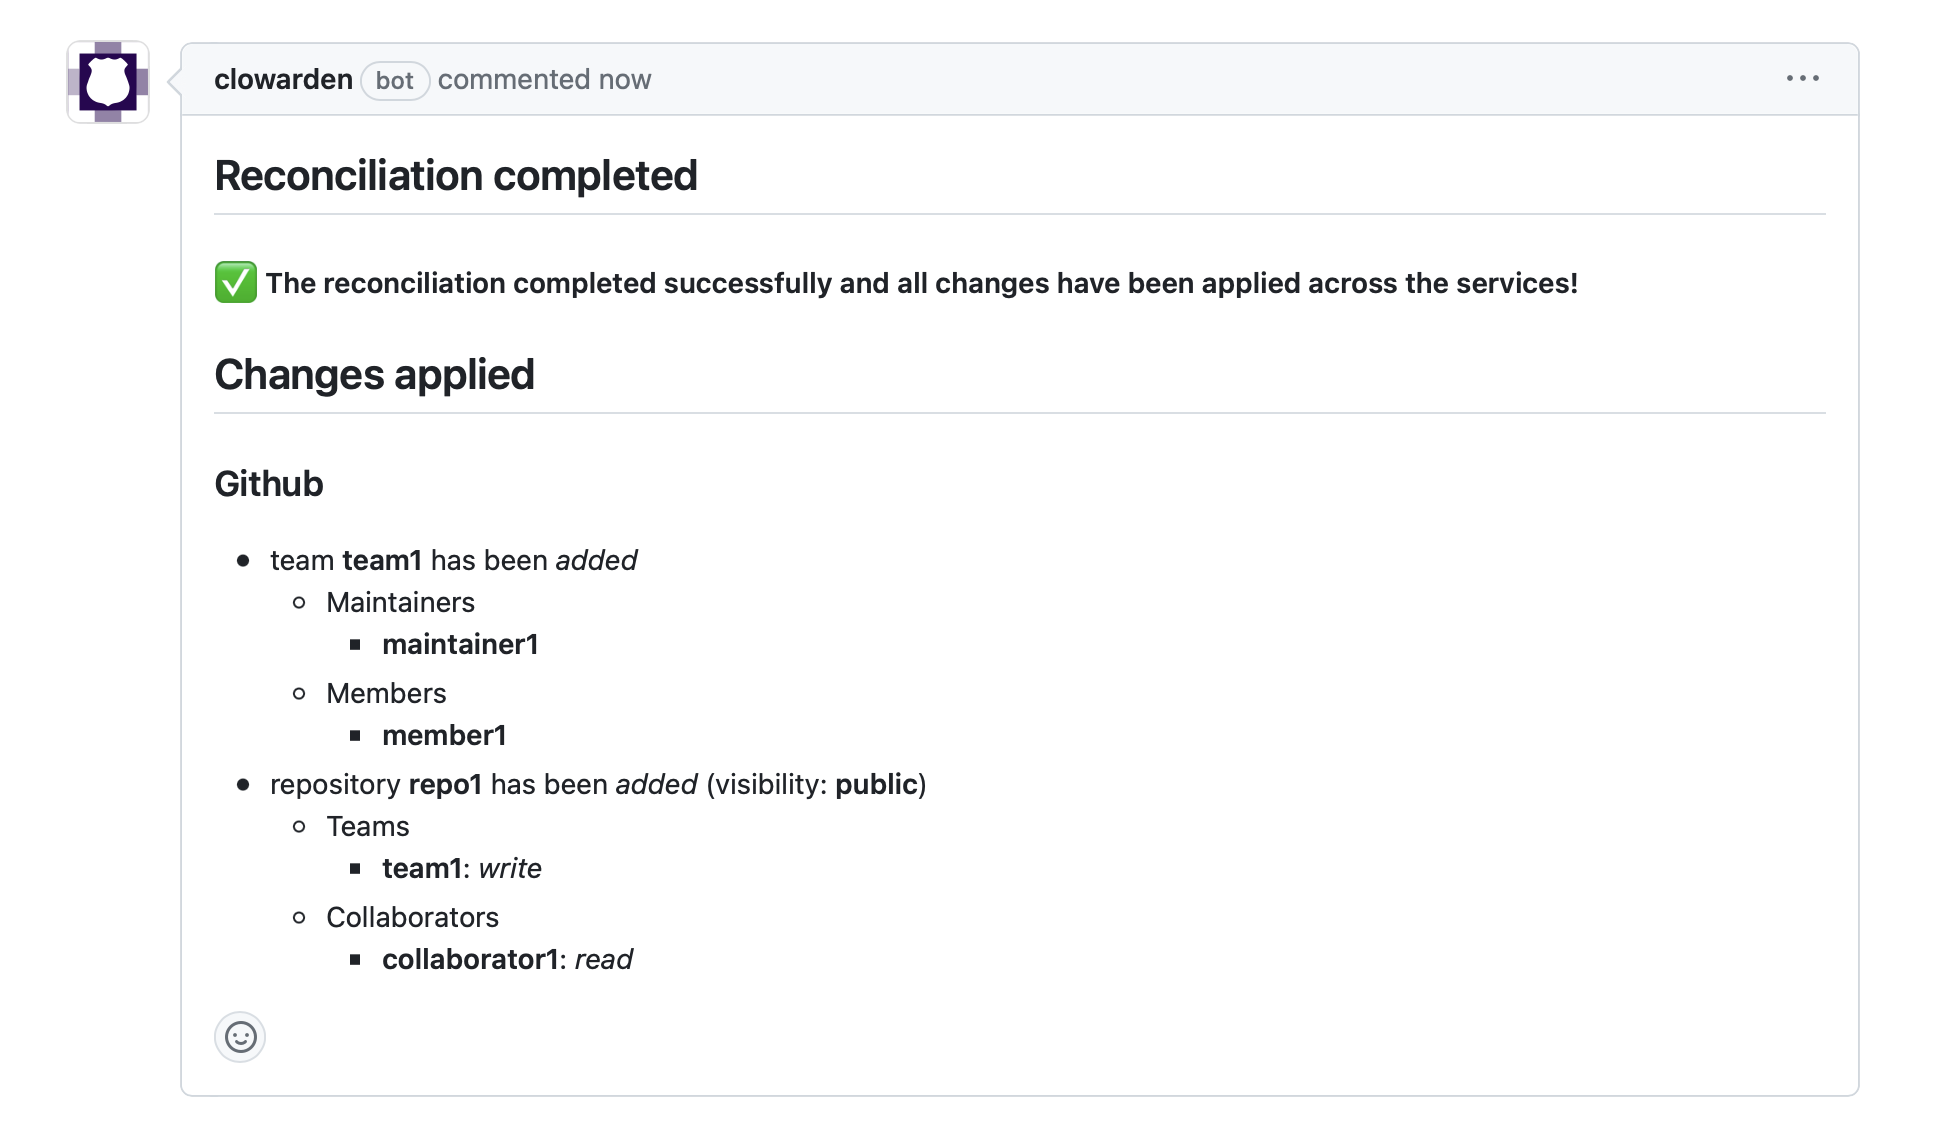 clowarden bot commented now
Reconciliation completed
✅ The reconciliation completed successfully and all changes have been applied across the services!
Changes applied
Github
team team1 has been added
Maintainers
maintainer1
Members
member1
repository repo1 has been added (visibility: public)
Teams
team1: write
Collaborators
collaborator1: read